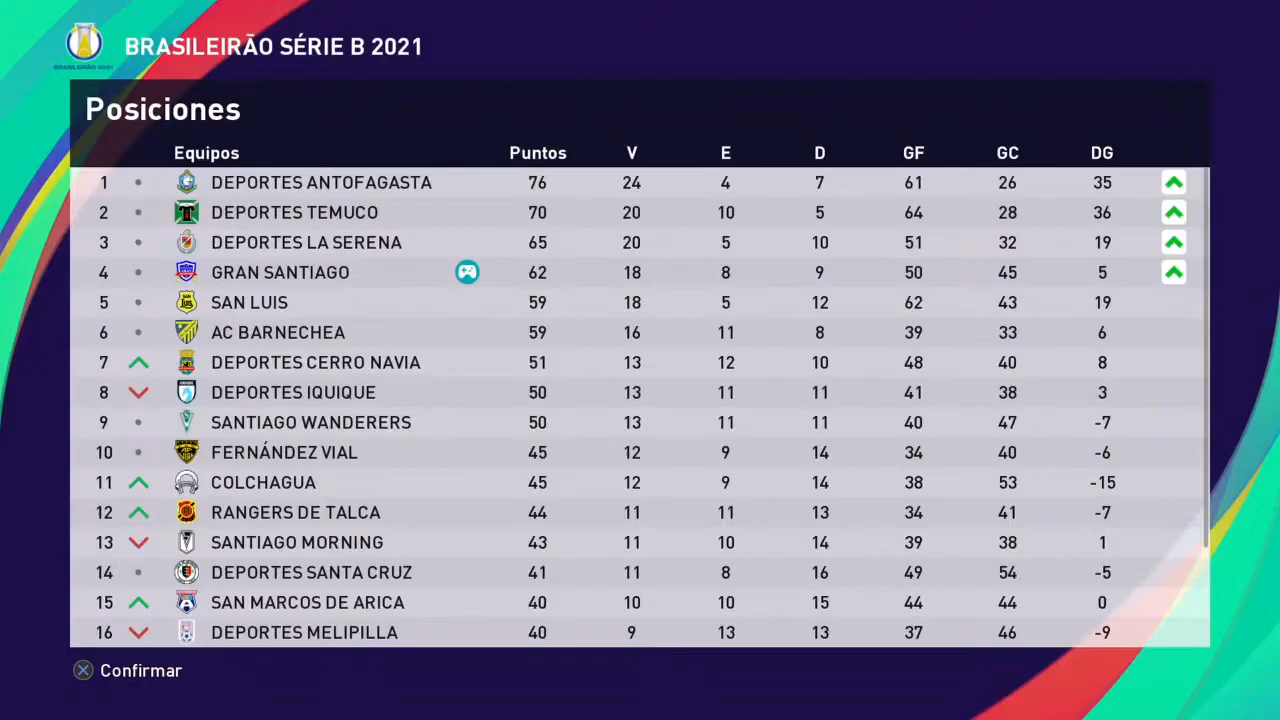 BRASILEIRÃO SÉRIE B 2021
BRASILEIRÃO 2021
Posiciones
Equipos Puntos V E D GF GC DG
1 DEPORTES ANTOFAGASTA 76 24 4 7 61 26 35
2 DEPORTES TEMUCO 70 20 10 5 64 28 36
3 DEPORTES LA SERENA 65 20 5 10 51 32 19
4 GRAN SANTIAGO 62 18 8 9 50 45 5
5 SAN LUIS 59 18 5 12 62 43 19
6 AC BARNECHEA 59 16 11 8 39 33 6
7 DEPORTES CERRO NAVIA 51 13 12 10 48 40 8
8 DEPORTES IQUIQUE 50 13 11 11 41 38 3
9 SANTIAGO WANDERERS 50 13 11 11 40 47 -7
10 FERNÁNDEZ VIAL 45 12 9 14 34 40 -6
11 COLCHAGUA 45 12 9 14 38 53 -15
12 RANGERS DE TALCA 44 11 11 13 34 41 -7
13 SANTIAGO MORNING 43 11 10 14 39 38 1
14 DEPORTES SANTA CRUZ 41 11 8 16 49 54 -5
15 SAN MARCOS DE ARICA 40 10 10 15 44 44 0
16 DEPORTES MELIPILLA 40 9 13 13 37 46 -9
Confirmar